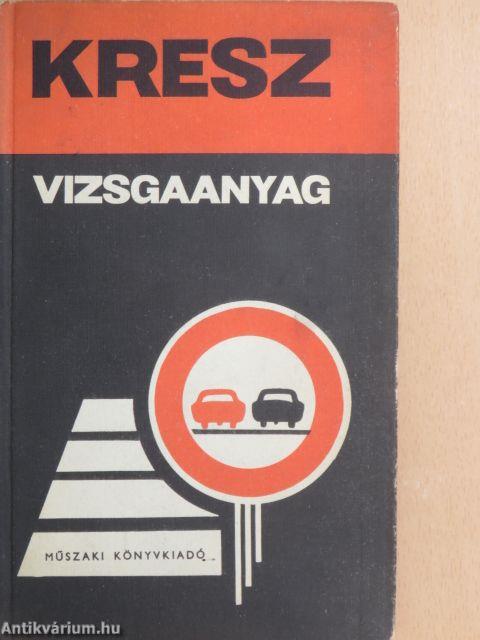 KRESZ
VIZSGAANYAG
MŰSZAKI KÖNYVKIADÓ
Antikvárium.hu